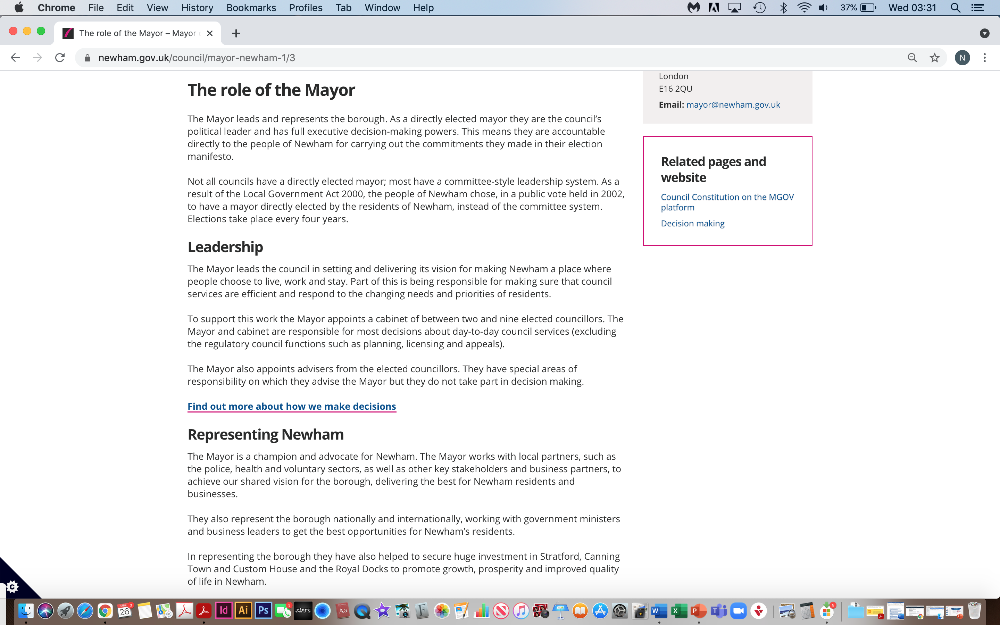 Chrome File Edit View History Bookmarks Profiles Tab Window Help 37% Wed 03:31
The role of the Mayor – Mayor
newham.gov.uk/council/mayor-newham-1/3
N
The role of the Mayor
The Mayor leads and represents the borough. As a directly elected mayor they are the council’s
political leader and has full executive decision-making powers. This means they are accountable
directly to the people of Newham for carrying out the commitments they made in their election
manifesto.
Not all councils have a directly elected mayor; most have a committee-style leadership system. As a
result of the Local Government Act 2000, the people of Newham chose, in a public vote held in 2002,
to have a mayor directly elected by the residents of Newham, instead of the committee system.
Elections take place every four years.
Leadership
The Mayor leads the council in setting and delivering its vision for making Newham a place where
people choose to live, work and stay. Part of this is being responsible for making sure that council
services are efficient and respond to the changing needs and priorities of residents.
To support this work the Mayor appoints a cabinet of between two and nine elected councillors. The
Mayor and cabinet are responsible for most decisions about day-to-day council services (excluding
the regulatory council functions such as planning, licensing and appeals).
The Mayor also appoints advisers from the elected councillors. They have special areas of
responsibility on which they advise the Mayor but they do not take part in decision making.
Find out more about how we make decisions
Representing Newham
The Mayor is a champion and advocate for Newham. The Mayor works with local partners, such as
the police, health and voluntary sectors, as well as other key stakeholders and business partners, to
achieve our shared vision for the borough, delivering the best for Newham residents and
businesses.
They also represent the borough nationally and internationally, working with government ministers
and business leaders to get the best opportunities for Newham’s residents.
In representing the borough they have also helped to secure huge investment in Stratford, Canning
Town and Custom House and the Royal Docks to promote growth, prosperity and improved quality
of life in Newham.
London
E16 2QU
Email: mayor@newham.gov.uk
Related pages and
website
Council Constitution on the MGOV
platform
Decision making
C
MAY 26 3 Id Ai Ps 3 xbmc Aa F W X P T 5